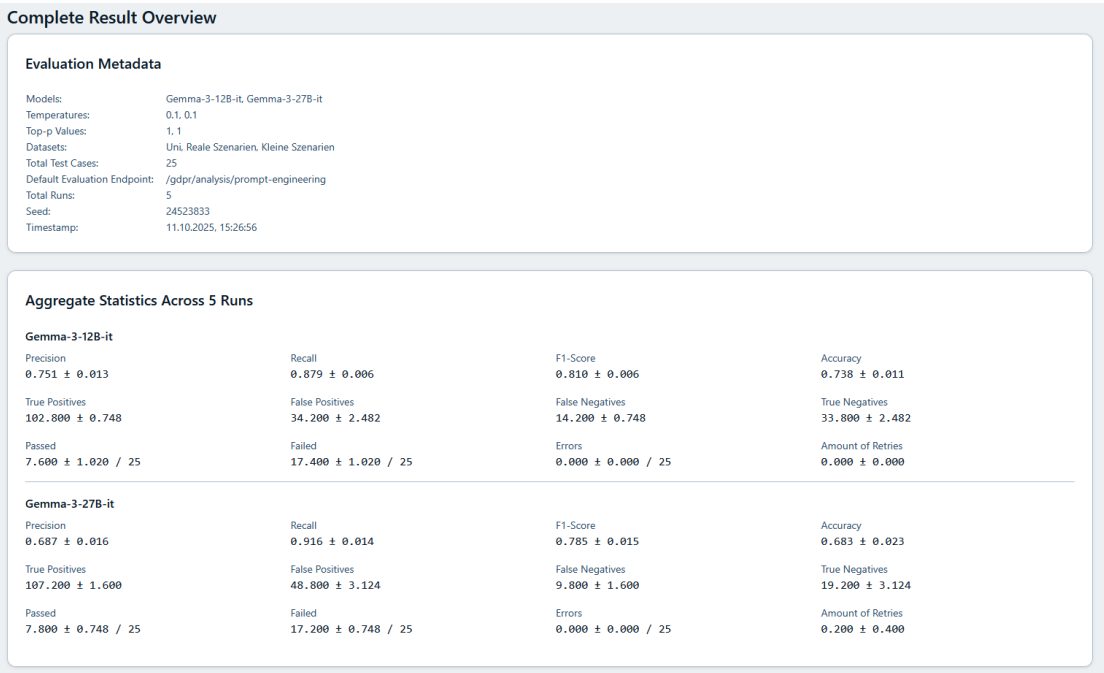 Complete Result Overview
Evaluation Metadata
Models: Gemma-3-12B-it, Gemma-3-27B-it
Temperatures: 0.1, 0.1
Top-p Values: 1, 1
Datasets: Uni, Reale Szenarien, Kleine Szenarien
Total Test Cases: 25
Default Evaluation Endpoint: /gdpr/analysis/prompt-engineering
Total Runs: 5
Seed: 24523833
Timestamp: 11.10.2025, 15:26:56
Aggregate Statistics Across 5 Runs
Gemma-3-12B-it
Precision Recall F1-Score Accuracy
0.751 ± 0.013 0.879 ± 0.006 0.810 ± 0.006 0.738 ± 0.011
True Positives False Positives False Negatives True Negatives
102.800 ± 0.748 34.200 ± 2.482 14.200 ± 0.748 33.800 ± 2.482
Passed Failed Errors Amount of Retries
7.600 ± 1.020 / 25 17.400 ± 1.020 / 25 0.000 ± 0.000 / 25 0.000 ± 0.000
Gemma-3-27B-it
Precision Recall F1-Score Accuracy
0.687 ± 0.016 0.916 ± 0.014 0.785 ± 0.015 0.683 ± 0.023
True Positives False Positives False Negatives True Negatives
107.200 ± 1.600 48.800 ± 3.124 9.800 ± 1.600 19.200 ± 3.124
Passed Failed Errors Amount of Retries
7.800 ± 0.748 / 25 17.200 ± 0.748 / 25 0.000 ± 0.000 / 25 0.200 ± 0.400